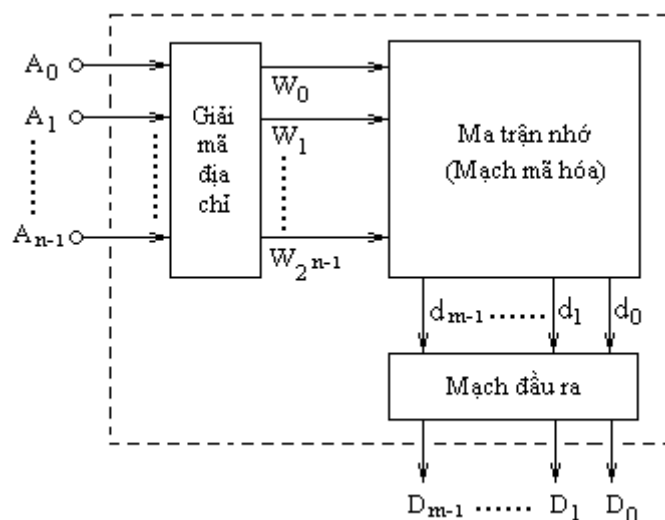 A₀
A₁
Aₙ₋₁
Giải
mã
địa
chỉ
W₀
W₁
W₂ⁿ⁻¹
Ma trận nhớ
(Mạch mã hóa)
dₘ₋₁ ...... d₁ d₀
Mạch đầu ra
Dₘ₋₁ ...... D₁ D₀